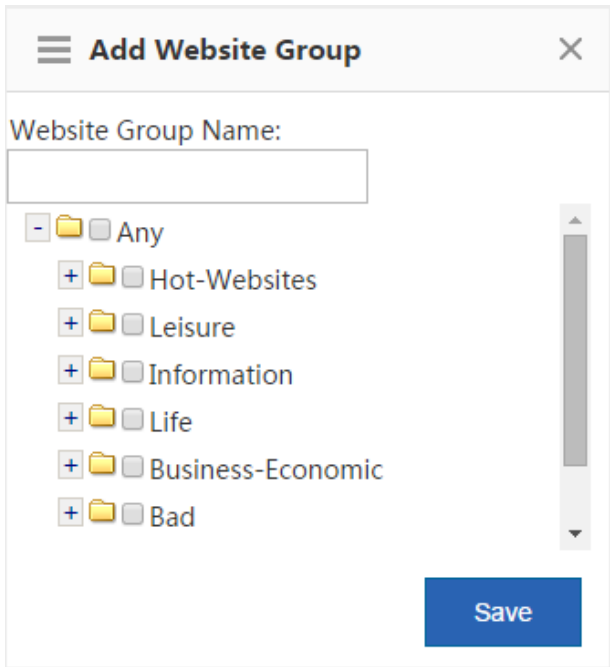 Add Website Group
Website Group Name:
- Any
+ Hot-Websites
+ Leisure
+ Information
+ Life
+ Business-Economic
+ Bad
Save